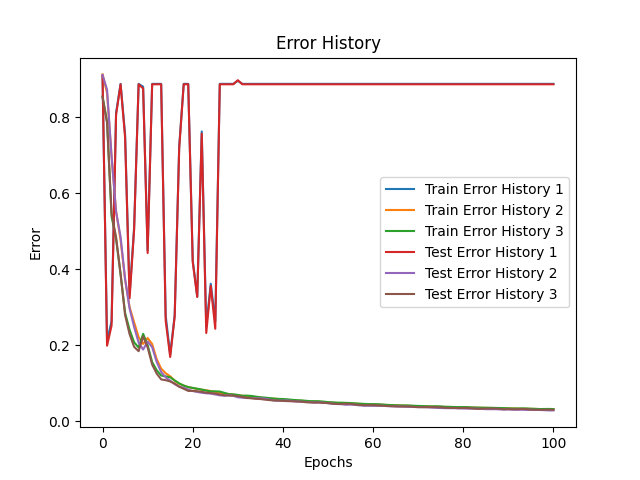 Error History
0.8
0.6
0.4
0.2
0.0
Error
Train Error History 1
Train Error History 2
Train Error History 3
Test Error History 1
Test Error History 2
Test Error History 3
0 20 40 60 80 100
Epochs